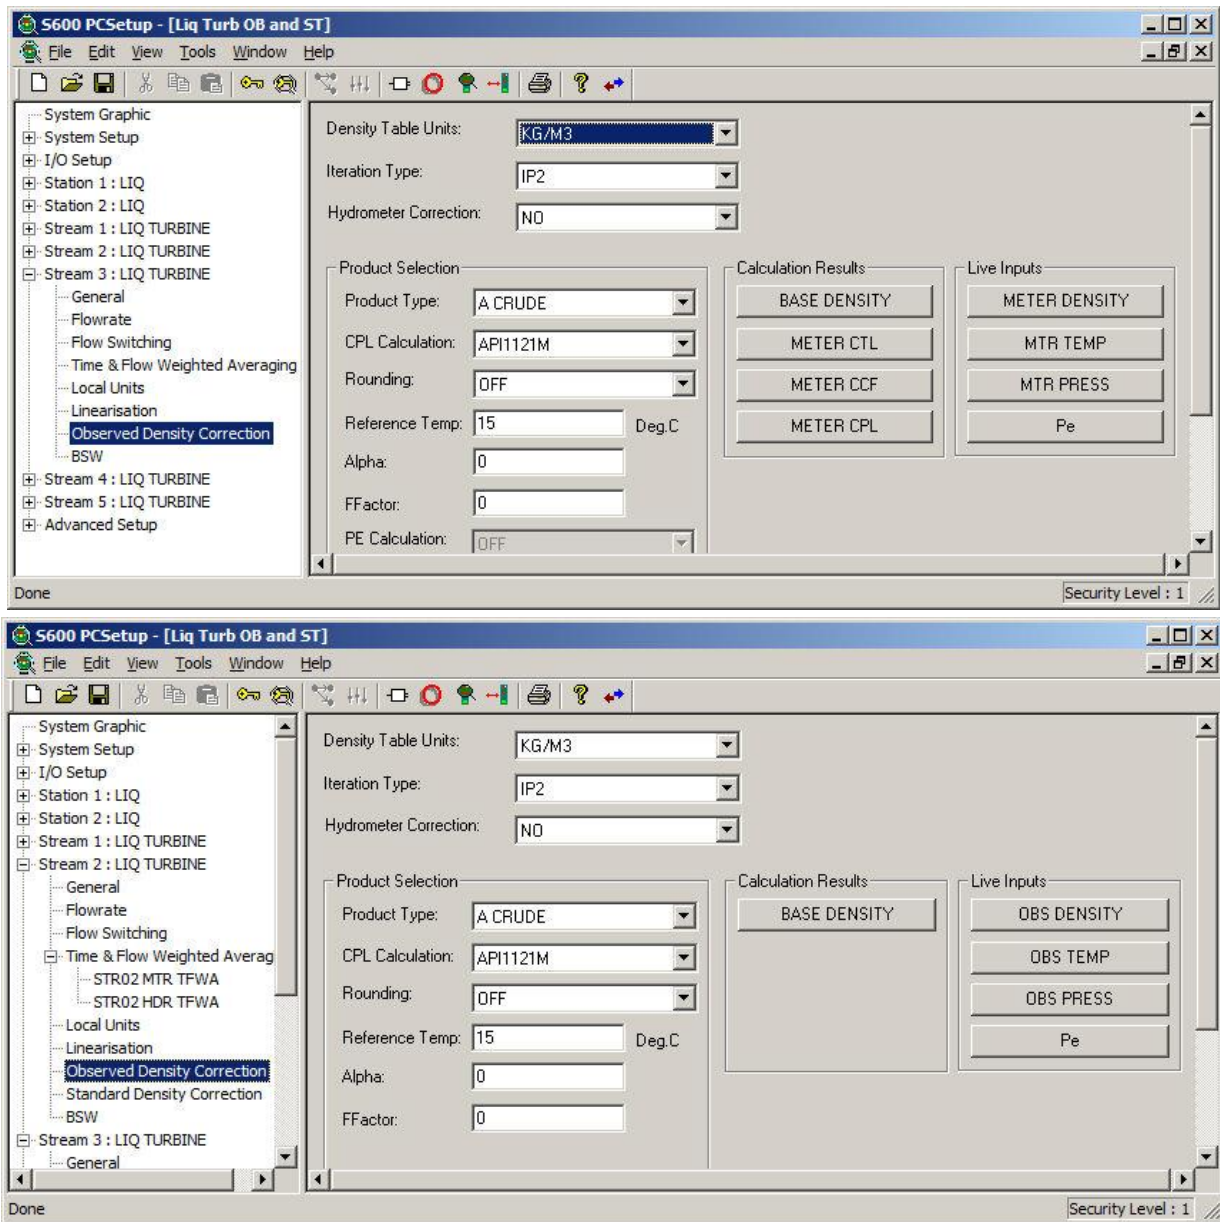 S600 PCSetup - [Liq Turb OB and ST]
File Edit View Tools Window Help
System Graphic
System Setup
I/O Setup
Station 1 : LIQ
Station 2 : LIQ
Stream 1 : LIQ TURBINE
Stream 2 : LIQ TURBINE
Stream 3 : LIQ TURBINE
General
Flowrate
Flow Switching
Time & Flow Weighted Averaging
Local Units
Linearisation
Observed Density Correction
BSW
Stream 4 : LIQ TURBINE
Stream 5 : LIQ TURBINE
Advanced Setup
Density Table Units: KG/M3
Iteration Type: IP2
Hydrometer Correction: NO
Product Selection
Product Type: A CRUDE
CPL Calculation: API1121M
Rounding: OFF
Reference Temp: 15 Deg.C
Alpha: 0
FFactor: 0
PE Calculation: OFF
Calculation Results
BASE DENSITY
METER CTL
METER CCF
METER CPL
Live Inputs
METER DENSITY
MTR TEMP
MTR PRESS
Pe
Done Security Level : 1
S600 PCSetup - [Liq Turb OB and ST]
File Edit View Tools Window Help
System Graphic
System Setup
I/O Setup
Station 1 : LIQ
Station 2 : LIQ
Stream 1 : LIQ TURBINE
Stream 2 : LIQ TURBINE
General
Flowrate
Flow Switching
Time & Flow Weighted Averag
STR02 MTR TFWA
STR02 HDR TFWA
Local Units
Linearisation
Observed Density Correction
Standard Density Correction
BSW
Stream 3 : LIQ TURBINE
General
Density Table Units: KG/M3
Iteration Type: IP2
Hydrometer Correction: NO
Product Selection
Product Type: A CRUDE
CPL Calculation: API1121M
Rounding: OFF
Reference Temp: 15 Deg.C
Alpha: 0
FFactor: 0
Calculation Results
BASE DENSITY
Live Inputs
OBS DENSITY
OBS TEMP
OBS PRESS
Pe
Done Security Level : 1